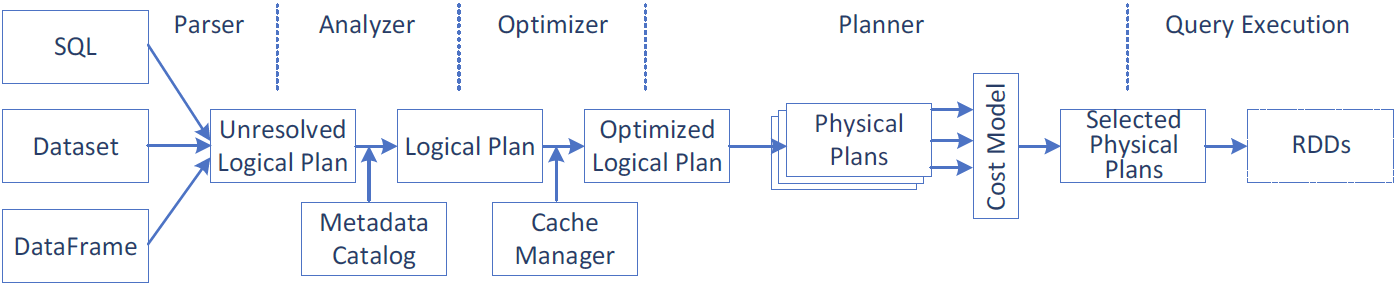 Parser
Analyzer
Optimizer
Planner
Query Execution
SQL
Dataset
DataFrame
Unresolved
Logical Plan
Metadata
Catalog
Logical Plan
Cache
Manager
Optimized
Logical Plan
Physical
Plans
Cost Model
Selected
Physical
Plans
RDDs